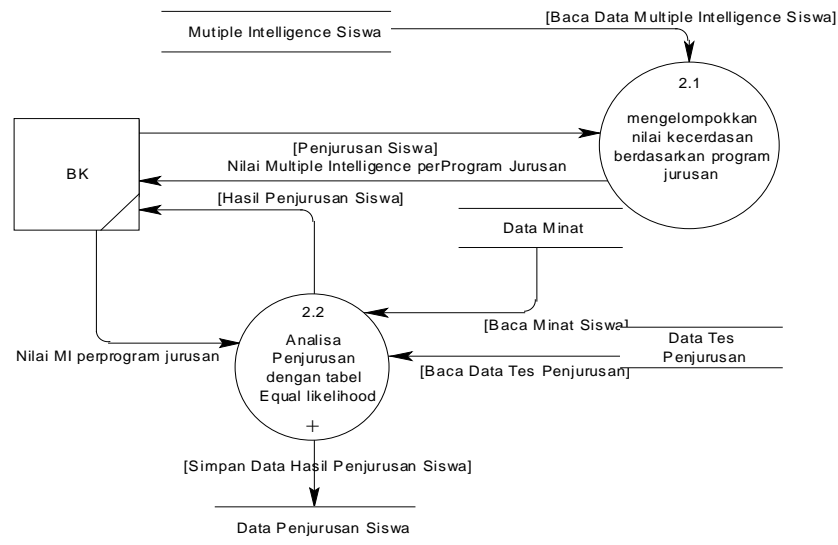 [Baca Data Multiple Intelligence Siswa]
Mutiple Intelligence Siswa
2.1
mengelompokkan
nilai kecerdasan
berdasarkan program
jurusan
BK
[Penjurusan Siswa]
Nilai Multiple Intelligence perProgram Jurusan
[Hasil Penjurusan Siswa]
Data Minat
2.2
Analisa
Penjurusan
dengan tabel
Equal likelihood
+
[Baca Minat Siswa]
Data Tes
Penjurusan
Nilai MI perprogram jurusan
[Baca Data Tes Penjurusan]
[Simpan Data Hasil Penjurusan Siswa]
Data Penjurusan Siswa